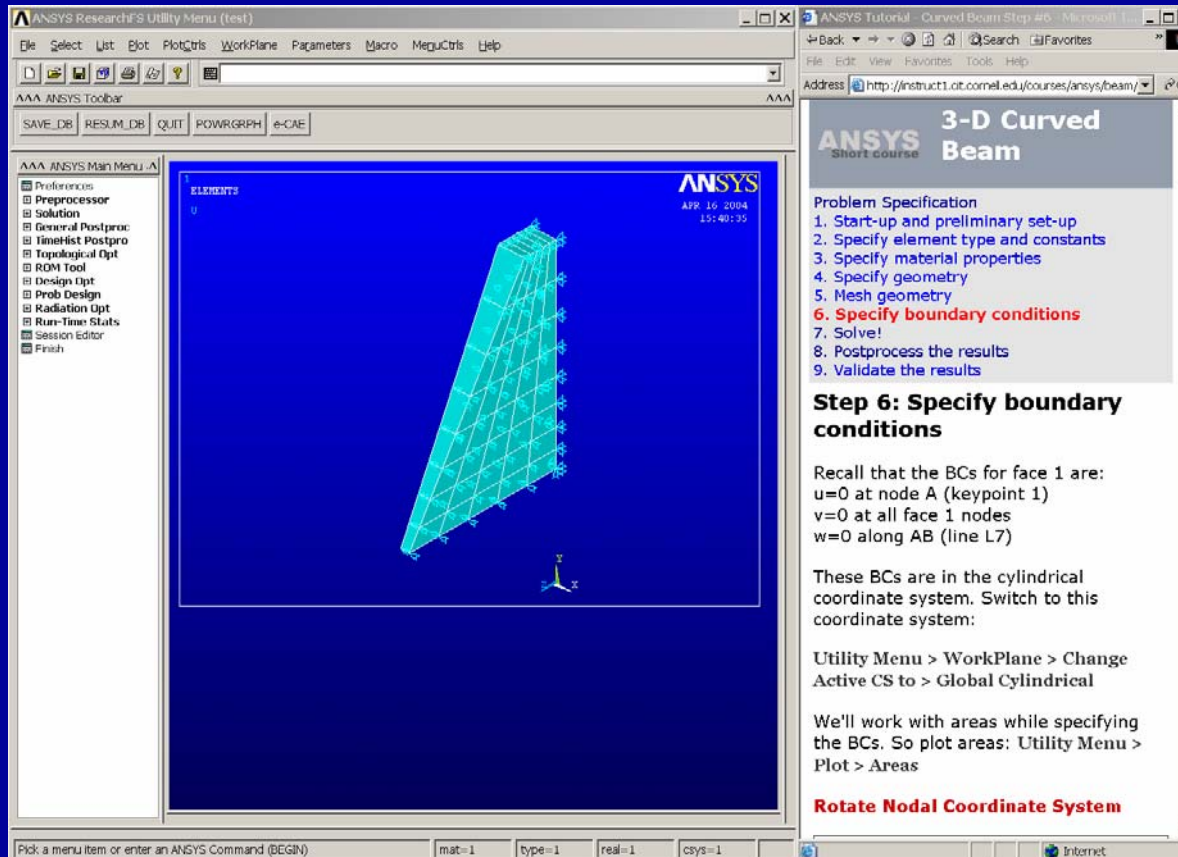 ANSYS ResearchFS Utility Menu (test)
File Select List Plot PlotCtrls WorkPlane Parameters Macro MenuCtrls Help
ANSYS Toolbar
SAVE_DB RESUM_DB QUIT POWRGRPH e-CAE
ANSYS Main Menu
Preferences
Preprocessor
Solution
General Postproc
TimeHist Postpro
Topological Opt
ROM Tool
Design Opt
Prob Design
Radiation Opt
Run-Time Stats
Session Editor
Finish
1
ELEMENTS
U
ANSYS
APR 16 2004
15:40:35
Y
Z X
Pick a menu item or enter an ANSYS Command (BEGIN) mat=1 type=1 real=1 csys=1
ANSYS Tutorial - Curved Beam Step #6 - Microsoft
Back Search Favorites
File Edit View Favorites Tools Help
Address http://instruct1.cit.cornell.edu/courses/ansys/beam/
ANSYS
Short course
3-D Curved
Beam
Problem Specification
1. Start-up and preliminary set-up
2. Specify element type and constants
3. Specify material properties
4. Specify geometry
5. Mesh geometry
6. Specify boundary conditions
7. Solve!
8. Postprocess the results
9. Validate the results
Step 6: Specify boundary
conditions
Recall that the BCs for face 1 are:
u=0 at node A (keypoint 1)
v=0 at all face 1 nodes
w=0 along AB (line L7)
These BCs are in the cylindrical
coordinate system. Switch to this
coordinate system:
Utility Menu > WorkPlane > Change
Active CS to > Global Cylindrical
We'll work with areas while specifying
the BCs. So plot areas: Utility Menu >
Plot > Areas
Rotate Nodal Coordinate System
Internet